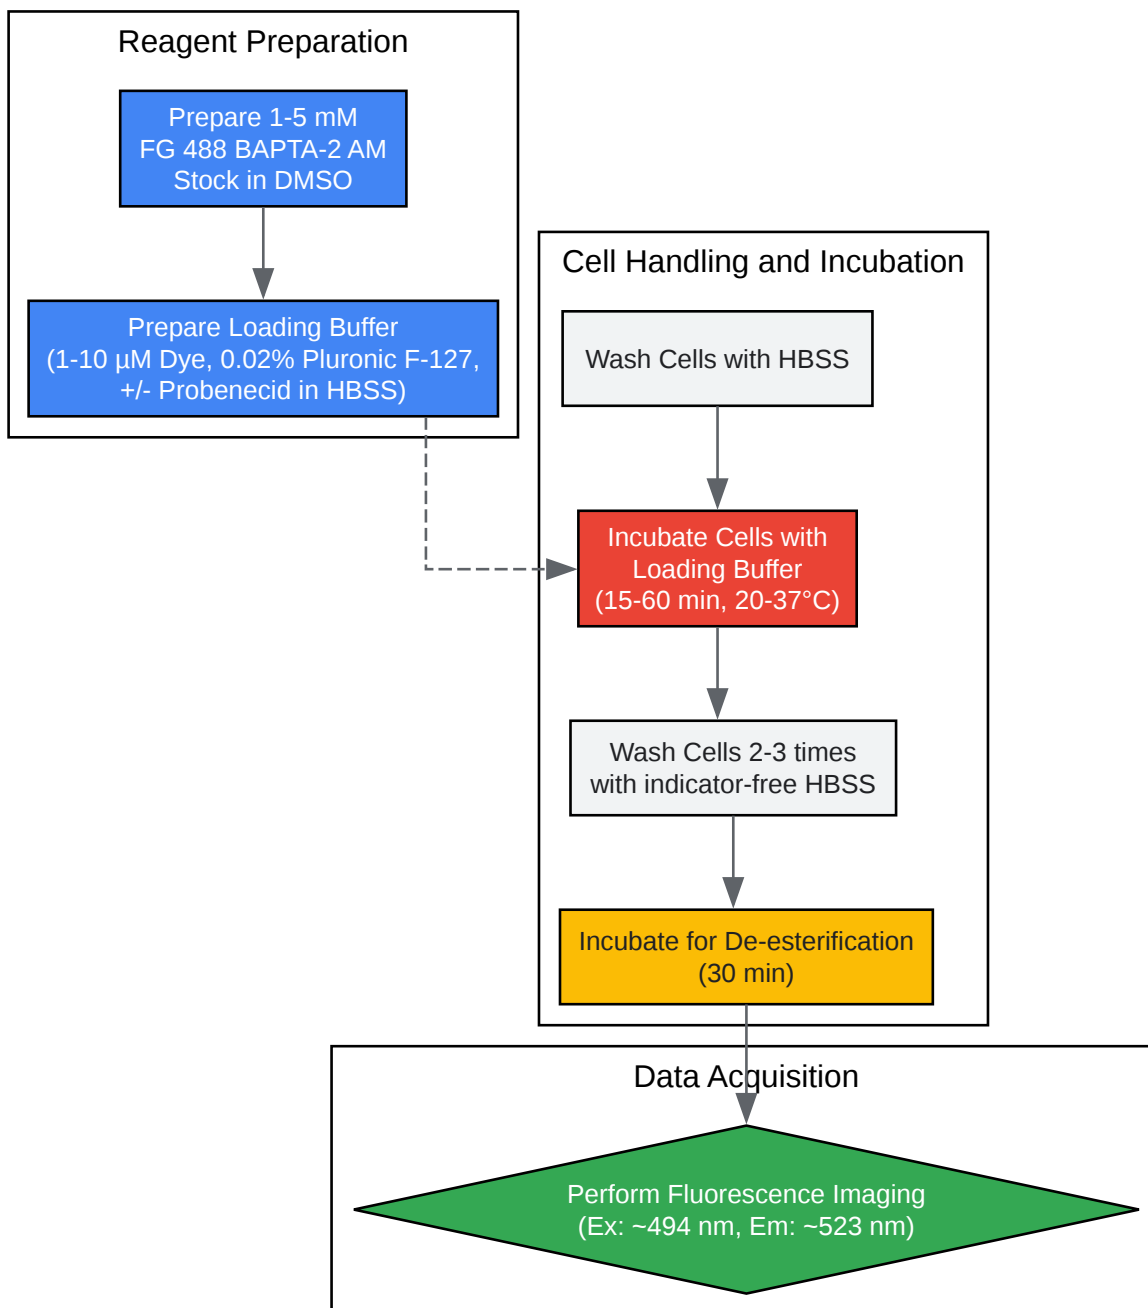 Reagent Preparation
Prepare 1-5 mM
FG 488 BAPTA-2 AM
Stock in DMSO
Prepare Loading Buffer
(1-10 µM Dye, 0.02% Pluronic F-127,
+/- Probenecid in HBSS)
Cell Handling and Incubation
Wash Cells with HBSS
Incubate Cells with
Loading Buffer
(15-60 min, 20-37°C)
Wash Cells 2-3 times
with indicator-free HBSS
Incubate for De-esterification
(30 min)
Data Acquisition
Perform Fluorescence Imaging
(Ex: ~494 nm, Em: ~523 nm)